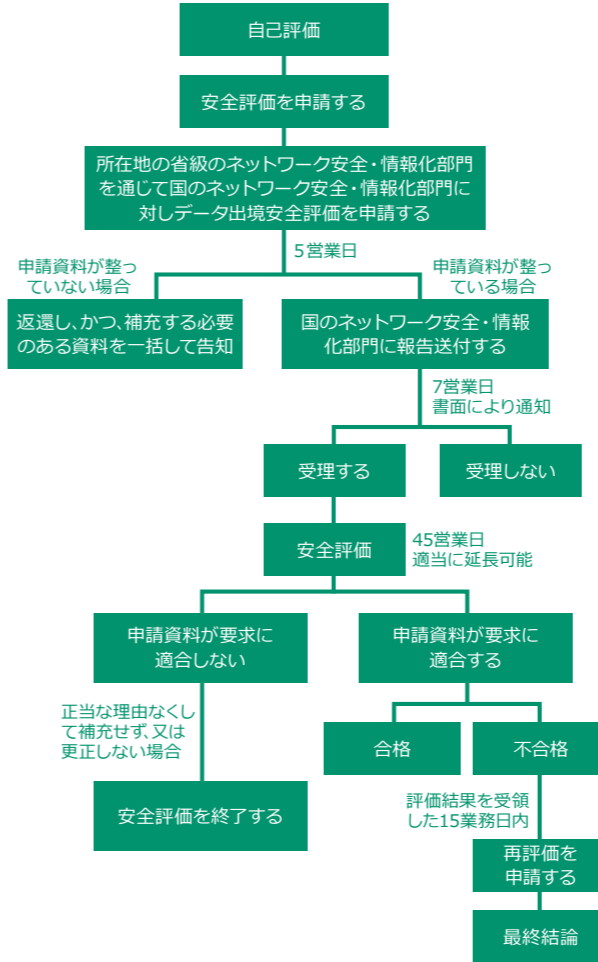 自己評価
安全評価を申請する
所在地の省級のネットワーク安全・情報化部門
を通じて国のネットワーク安全・情報化部門に
対しデータ出境安全評価を申請する
5営業日
申請資料が整っ
ていない場合
申請資料が整っ
ている場合
返還し、かつ、補充する必要
のある資料を一括して告知
国のネットワーク安全・情報
化部門に報告送付する
7営業日
書面により通知
受理する
受理しない
安全評価
45営業日
適当に延長可能
申請資料が要求に
適合しない
申請資料が要求に
適合する
正当な理由なくし
て補充せず、又は
更正しない場合
合格
不合格
安全評価を終了する
評価結果を受領
した15業務日内
再評価を
申請する
最終結論